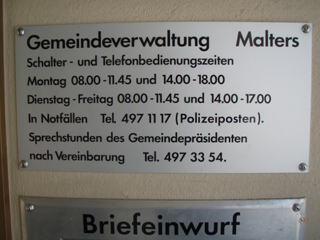 Gemeindeverwaltung Malters
Schalter- und Telefonbedienungszeiten
Montag 08.00-11.45 und 14.00-18.00
Dienstag-Freitag 08.00-11.45 und 14.00-17.00
In Notfällen Tel. 497 11 17 (Polizeiposten).
Sprechstunden des Gemeindepräsidenten
nach Vereinbarung Tel. 497 33 54.
Briefeinwurf